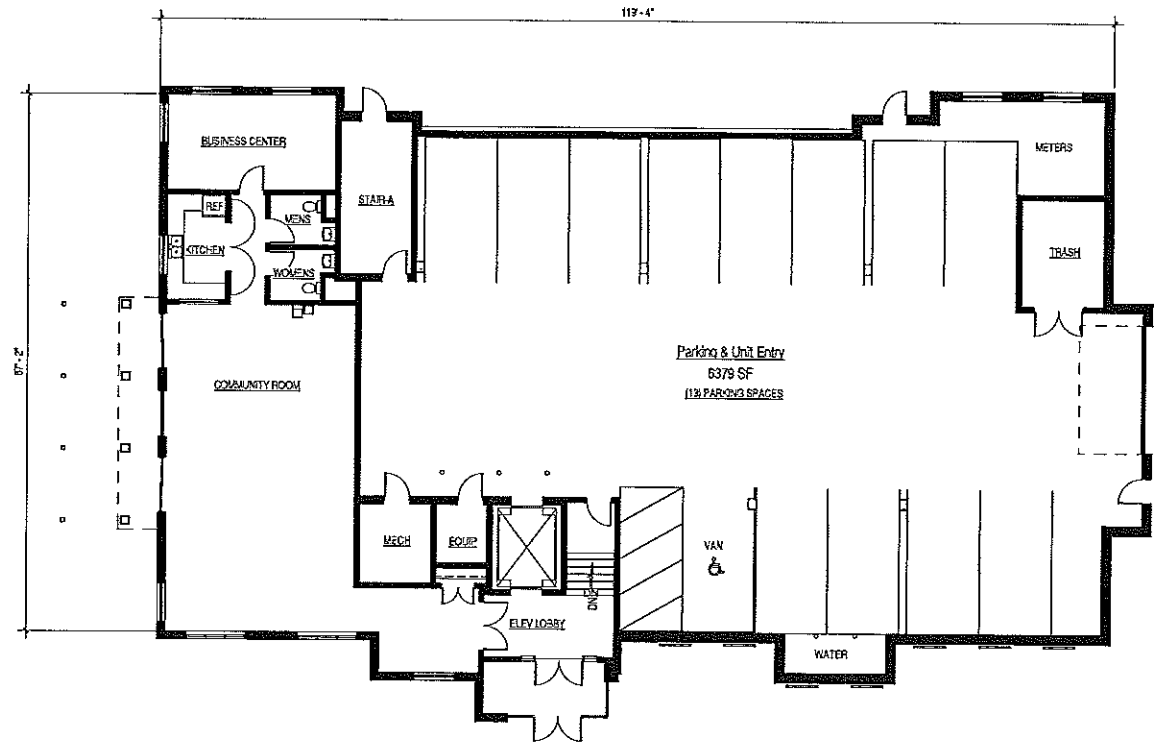 119'-4"
BUSINESS CENTER
METERS
STAIR-A
REF
MENS
KITCHEN
TRASH
WOMENS
67'-2"
Parking & Unit Entry
6379 SF
COMMUNITY ROOM
(13) PARKING SPACES
MECH
EQUIP
VAN
DN
ELEV LOBBY
WATER